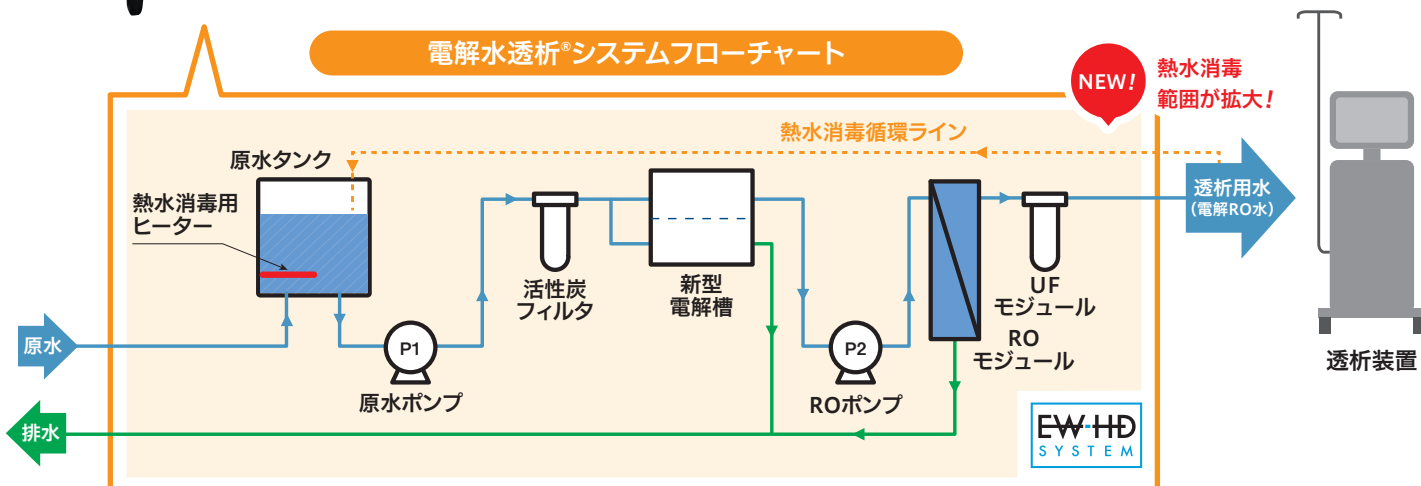 電解水透析®システムフローチャート
NEW!
熱水消毒
範囲が拡大!
熱水消毒循環ライン
原水タンク
熱水消毒用
ヒーター
透析用水
(電解RO水)
活性炭
フィルタ
新型
電解槽
UF
モジュール
RO
モジュール
原水
P1
P2
透析装置
原水ポンプ
ROポンプ
排水
EW-HD
SYSTEM